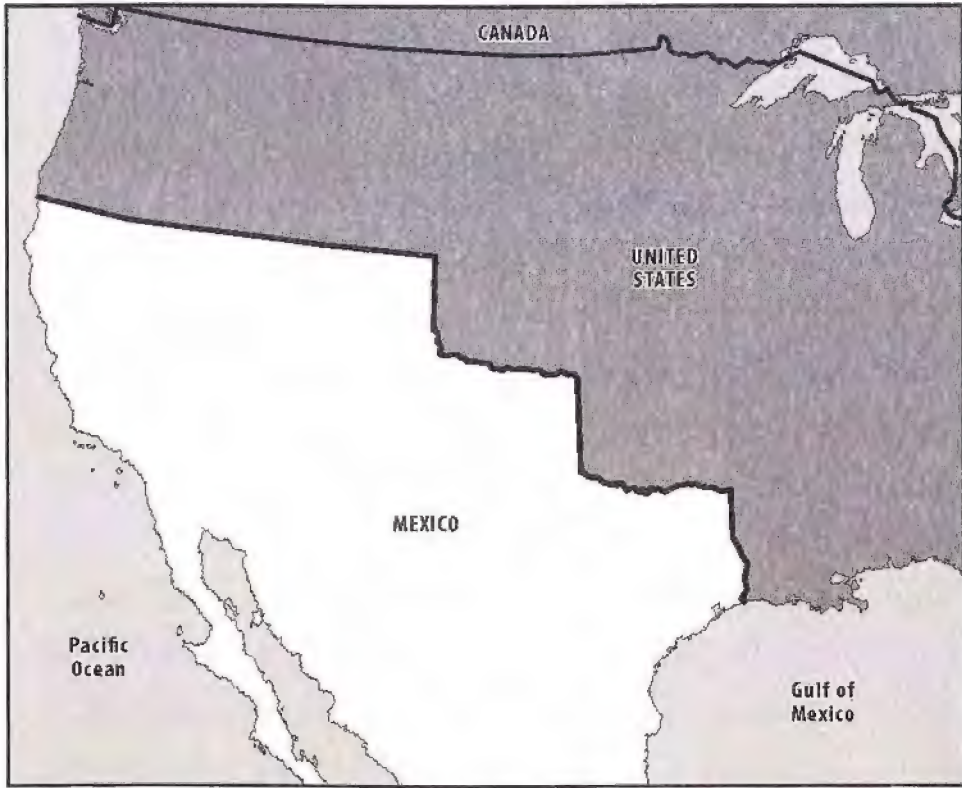 CANADA
UNITED
STATES
MEXICO
Pacific
Ocean
Gulf of
Mexico